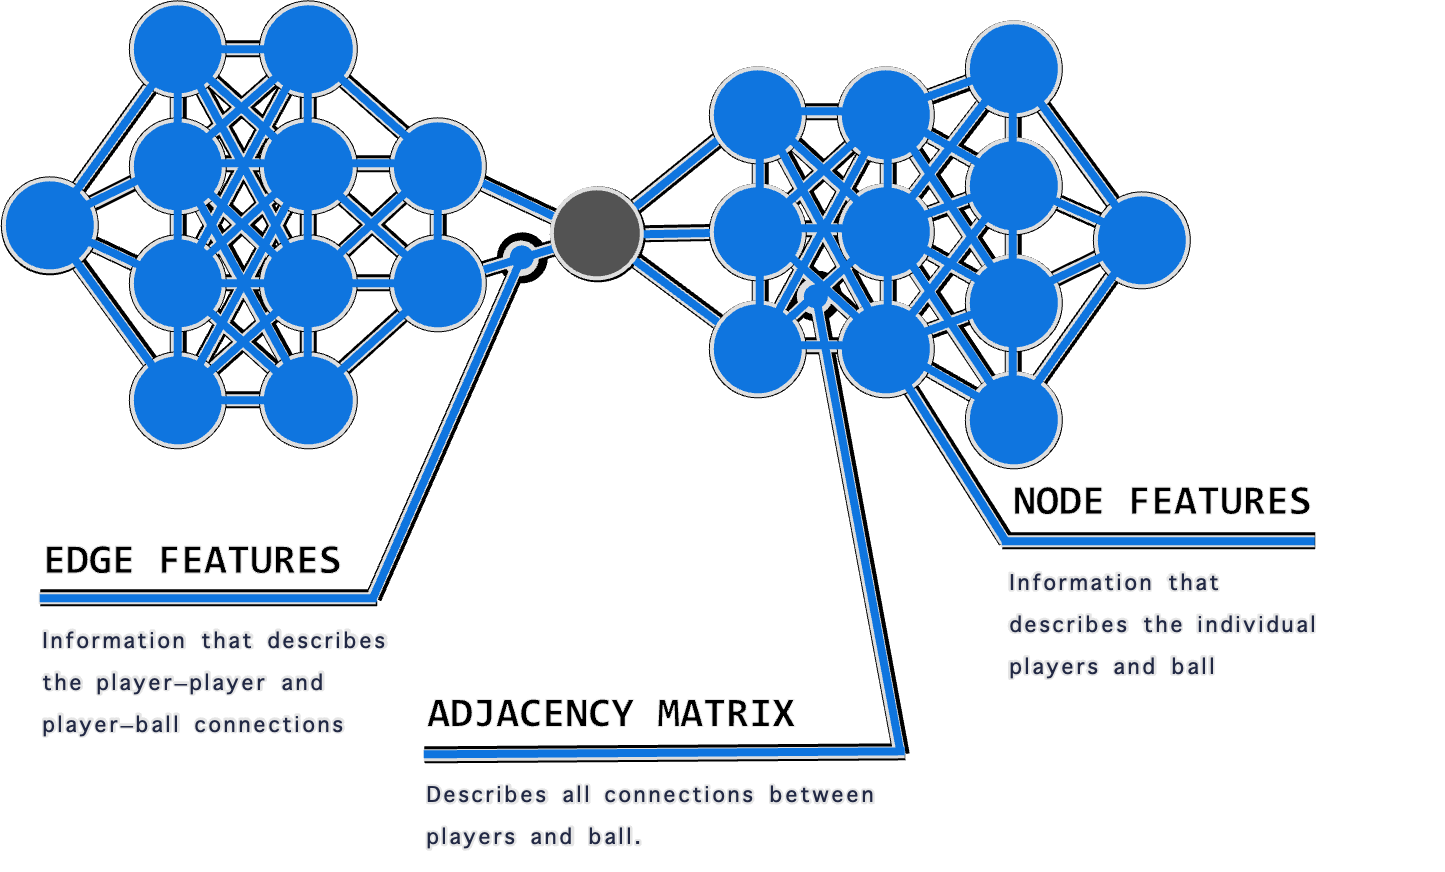 NODE FEATURES
Information that
describes the individual
players and ball
EDGE FEATURES
Information that describes
the player–player and
player–ball connections
ADJACENCY MATRIX
Describes all connections between
players and ball.